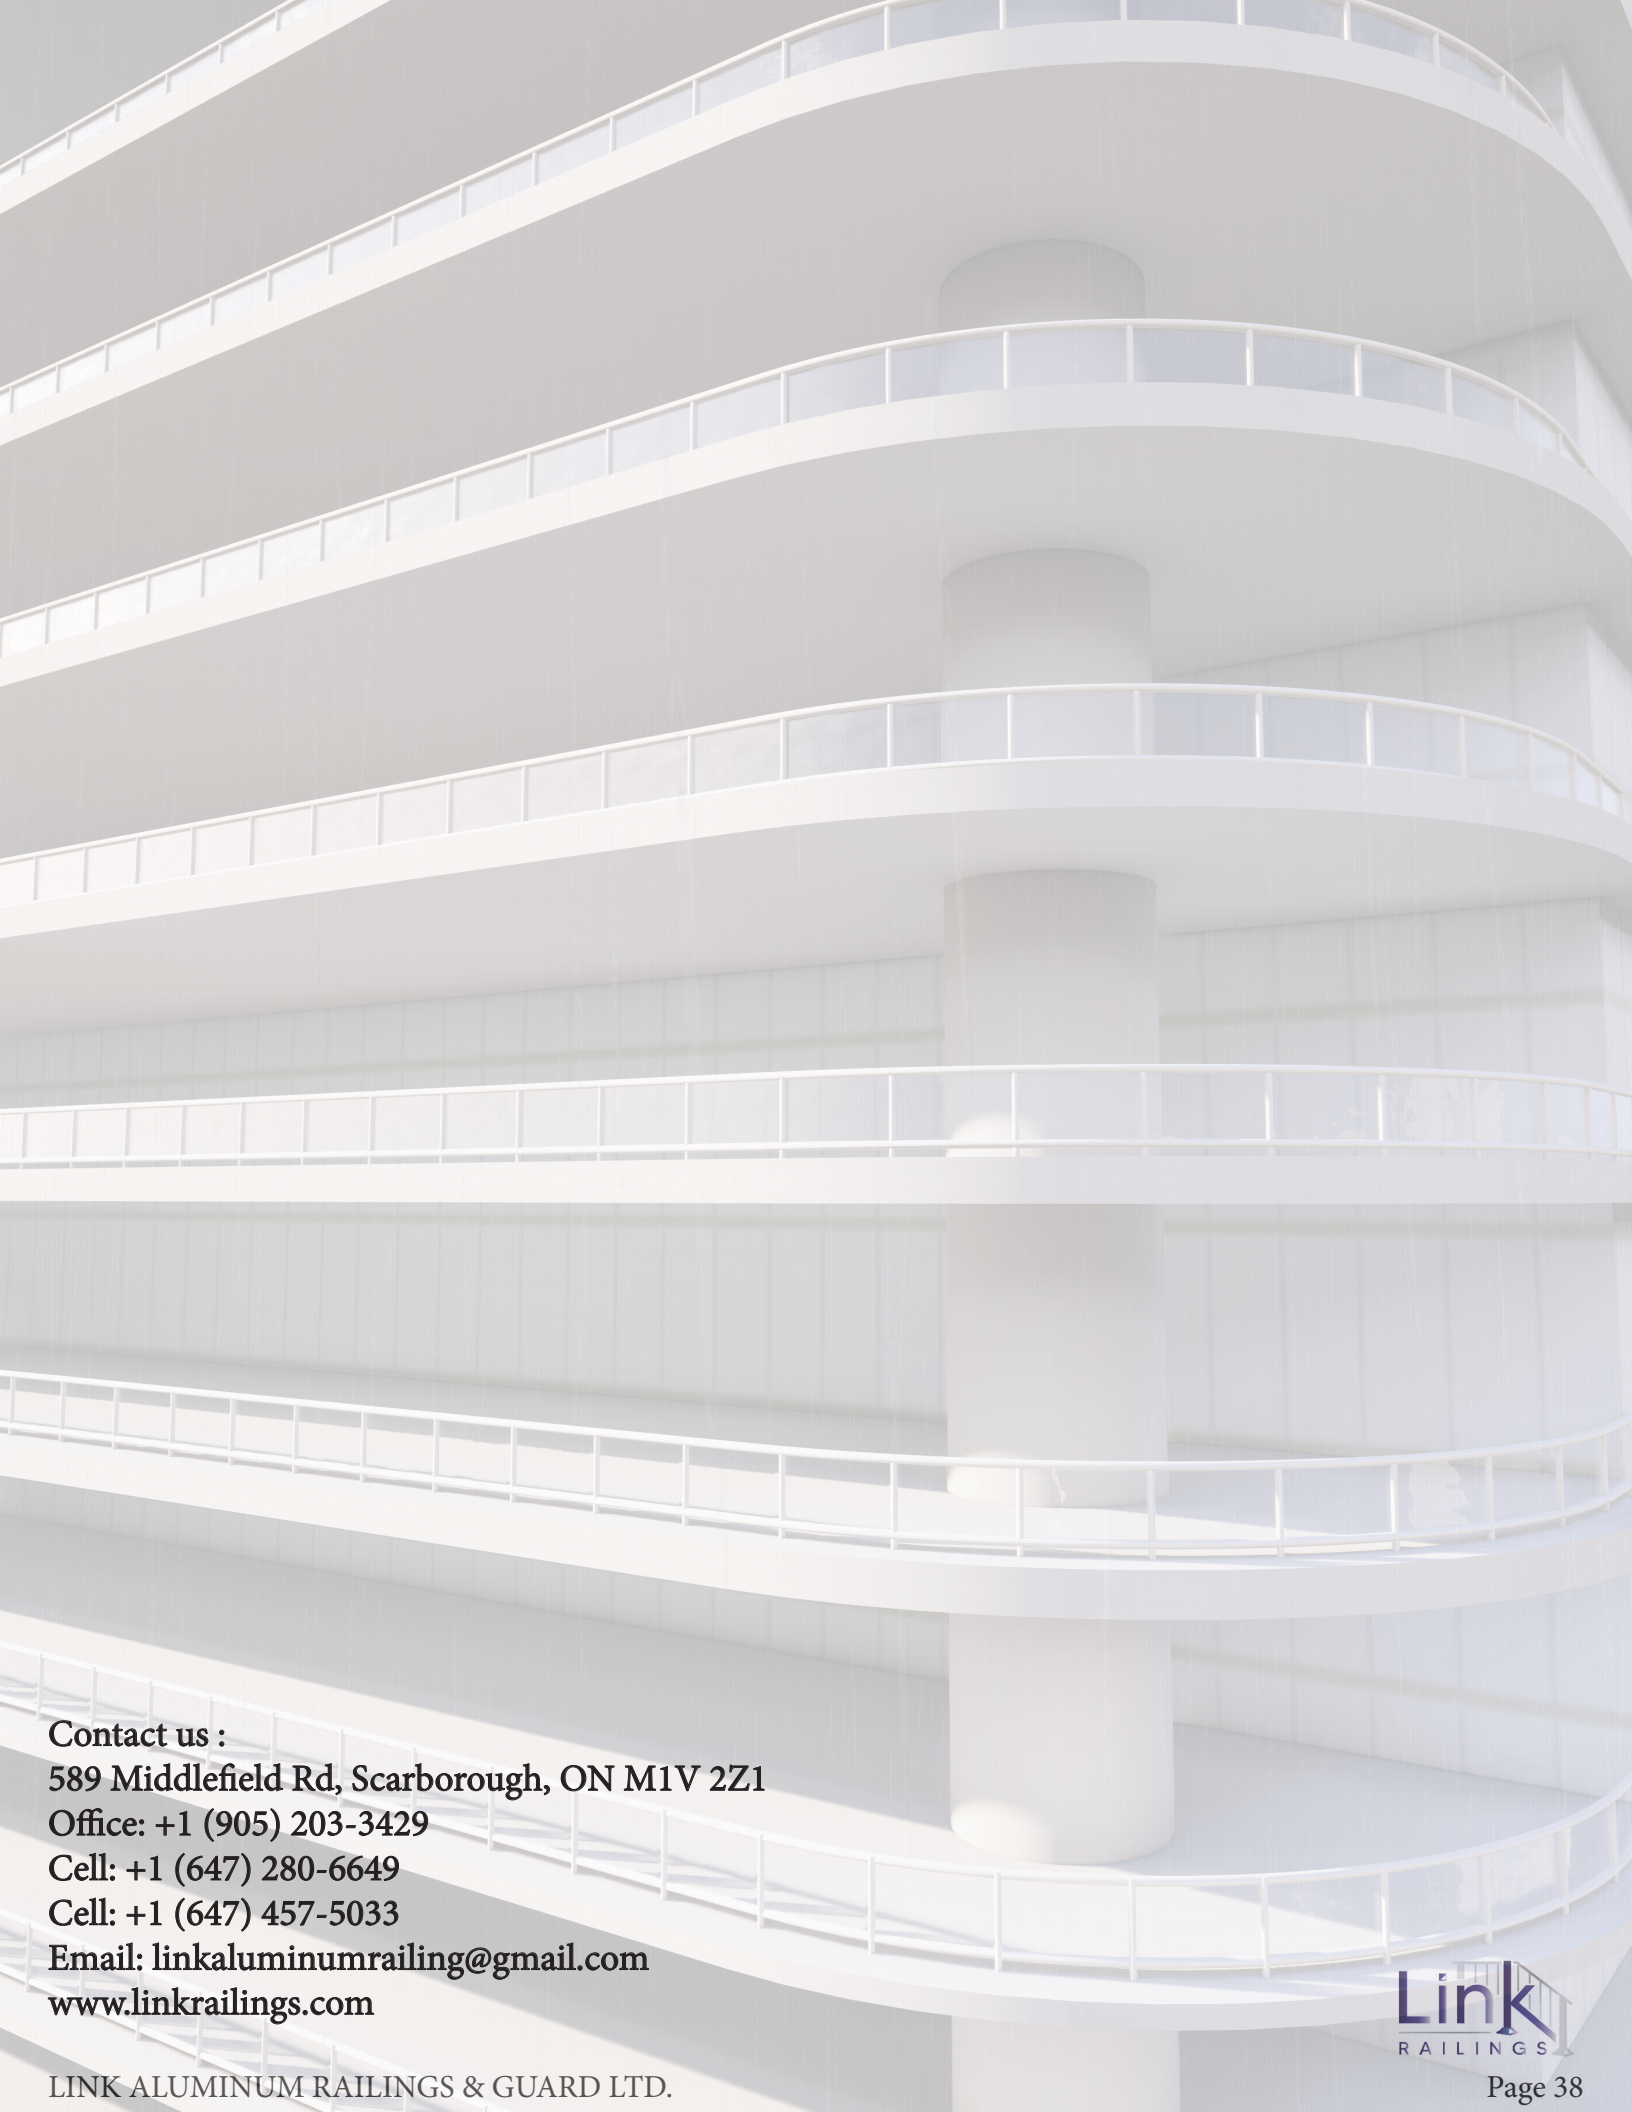 Contact us :
589 Middlefield Rd, Scarborough, ON M1V 2Z1
Office: +1 (905) 203-3429
Cell: +1 (647) 280-6649
Cell: +1 (647) 457-5033
Email: linkaluminumrailing@gmail.com
www.linkrailings.com
Link
RAILINGS
LINK ALUMINUM RAILINGS & GUARD LTD.
Page 38